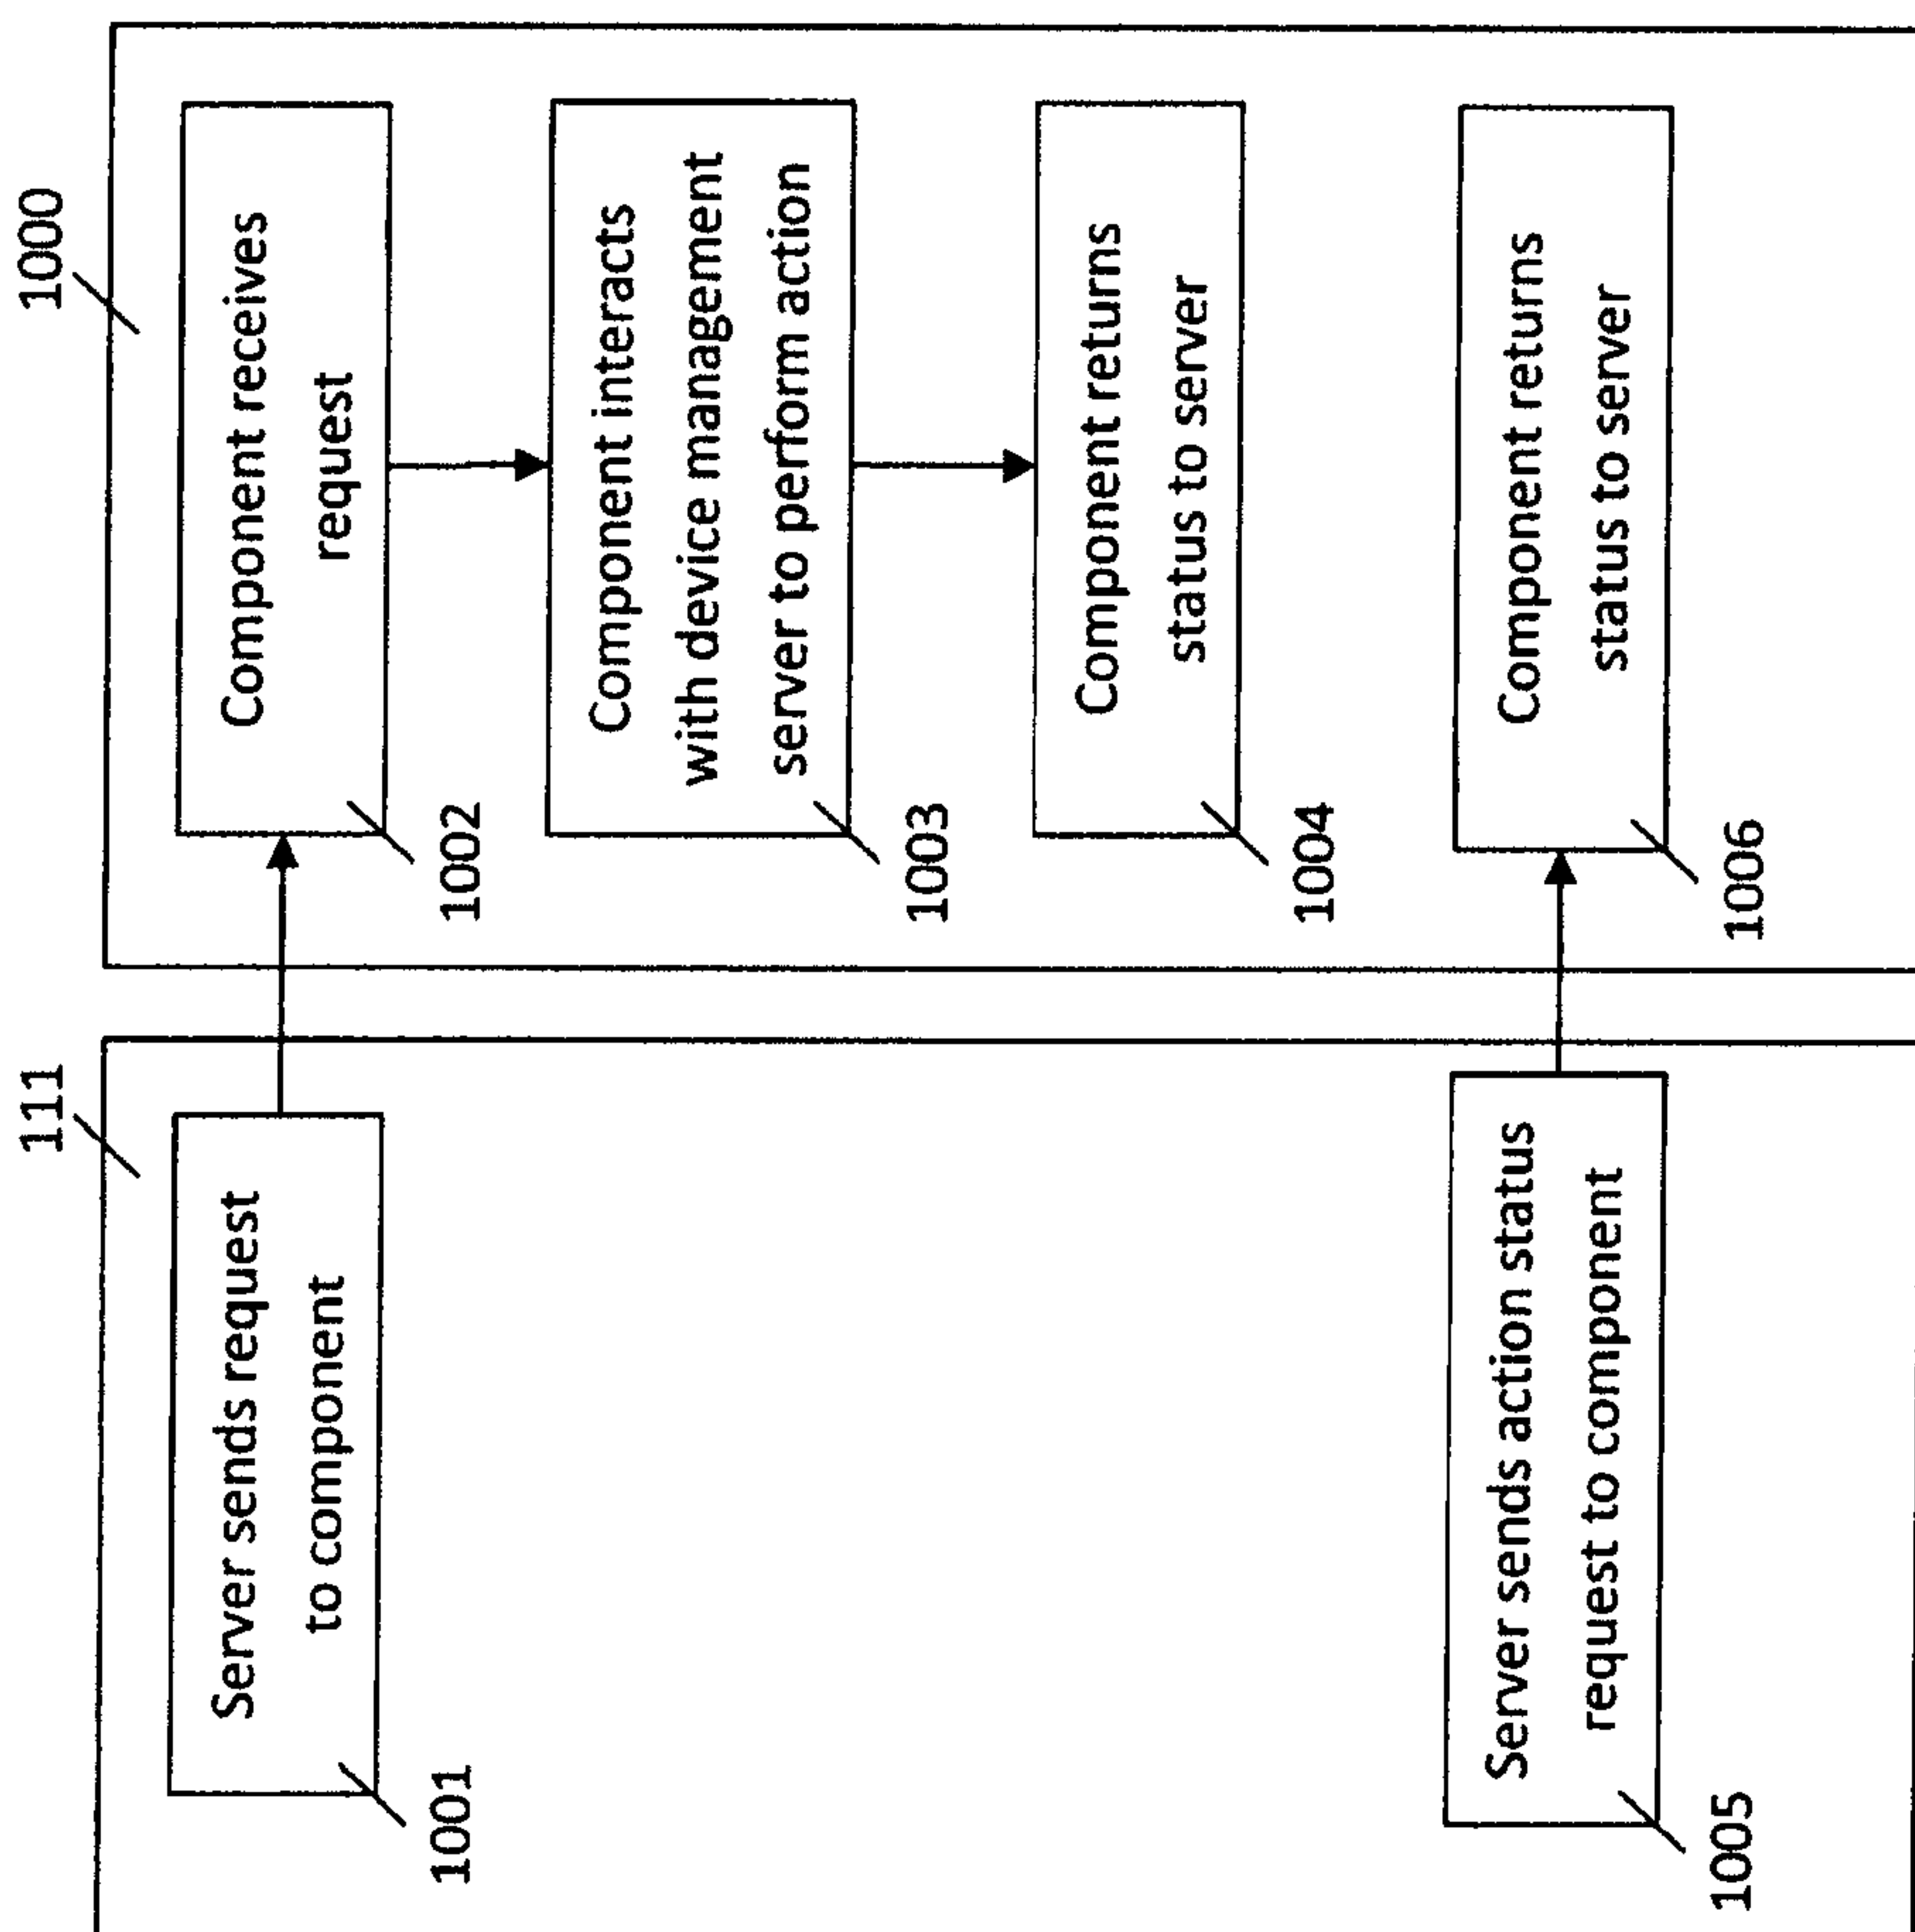 111
Server sends request
to component
1001
Server sends action status
request to component
1005
1000
Component receives
request
1002
Component interacts
with device management
server to perform action
1003
Component returns
status to server
1004
Component returns
status to server
1006